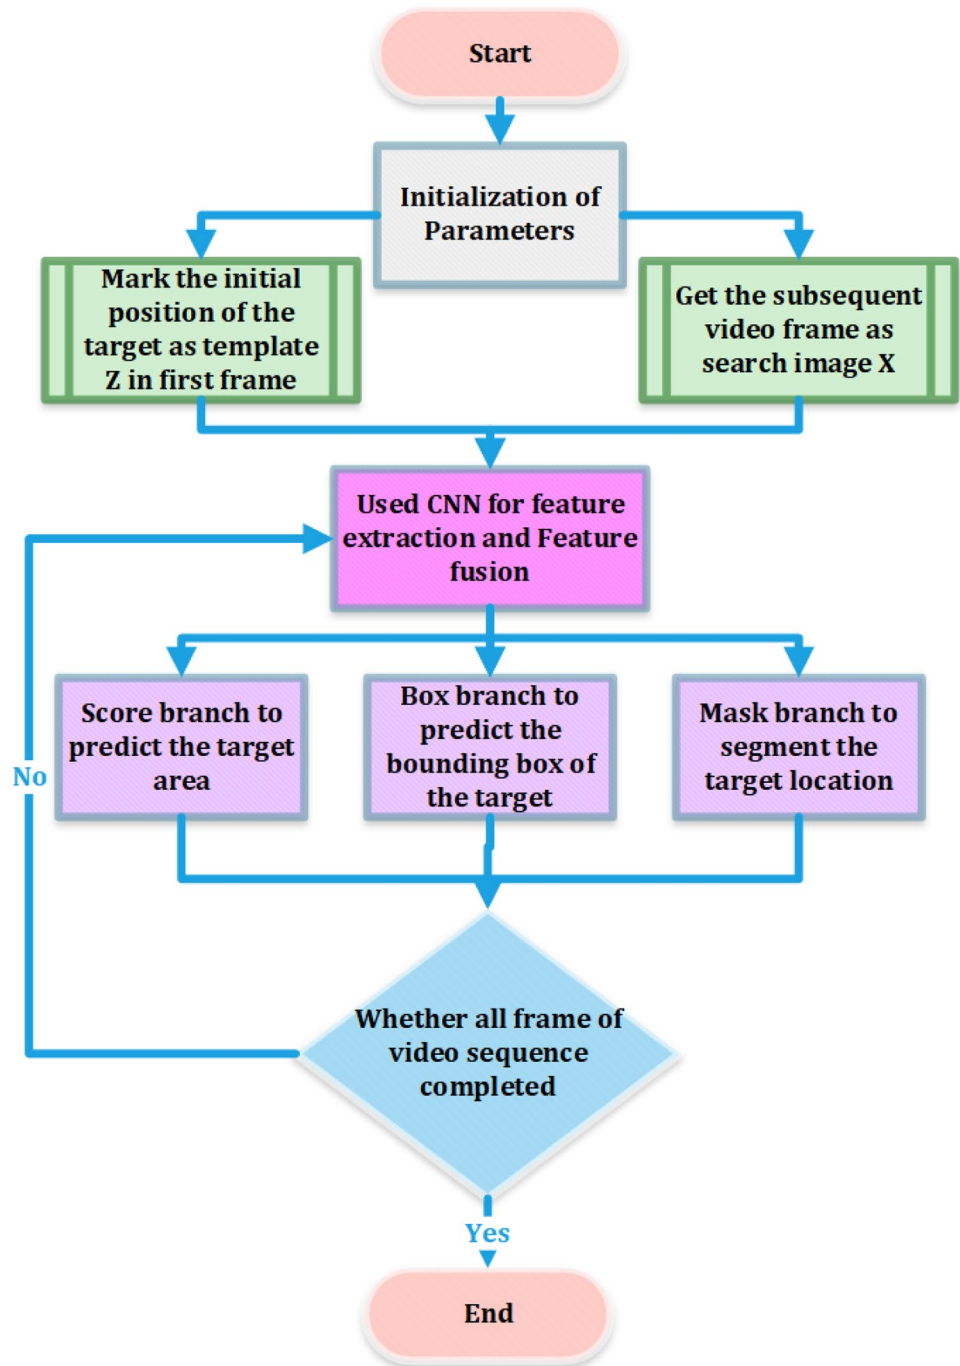 Start
Initialization of
Parameters
Mark the initial
position of the
target as template
Z in first frame
Get the subsequent
video frame as
search image X
Used CNN for feature
extraction and Feature
fusion
Score branch to
predict the target
area
Box branch to
predict the
bounding box of
the target
Mask branch to
segment the
target location
No
Whether all frame of
video sequence
completed
Yes
End